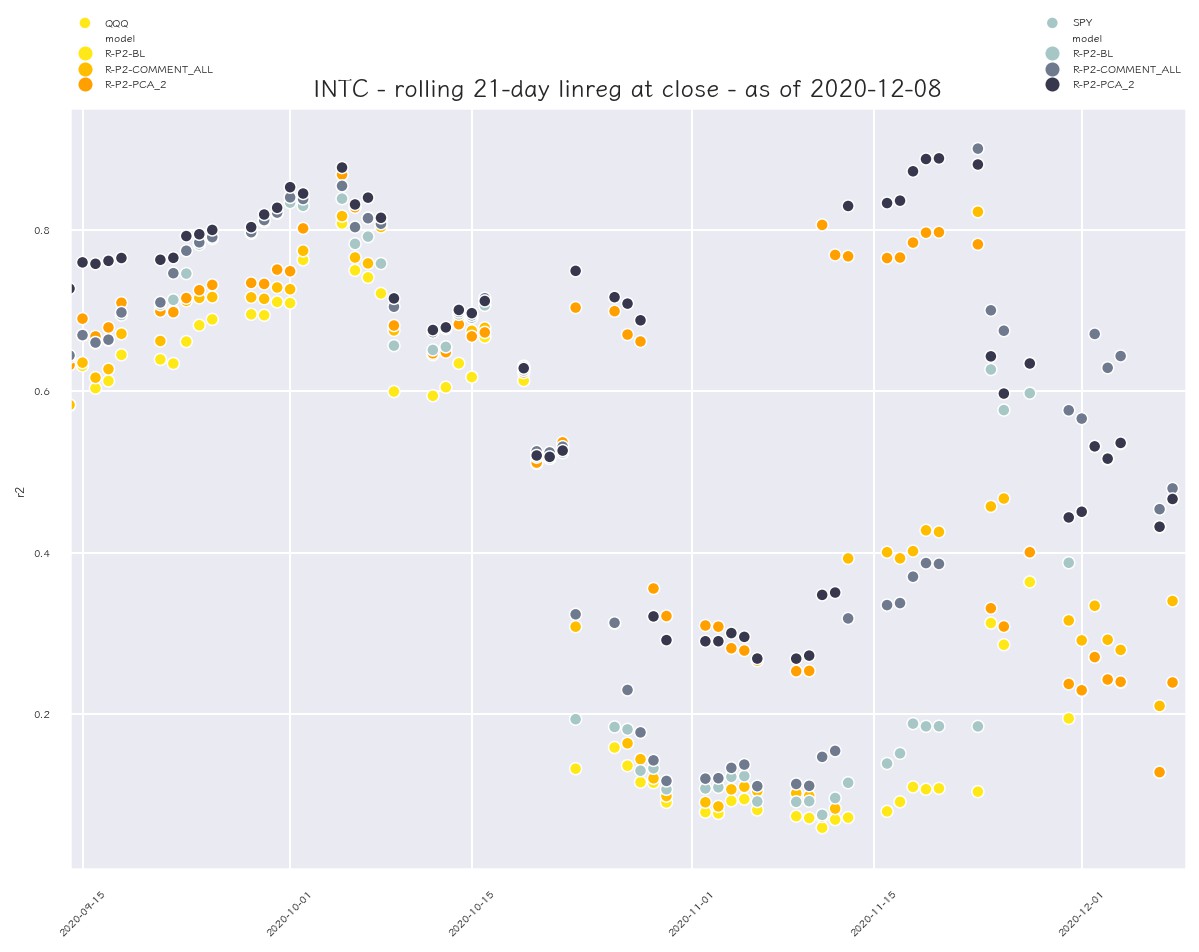 QQQ
model
R-P2-BL
R-P2-COMMENT_ALL
R-P2-PCA_2
SPY
model
R-P2-BL
R-P2-COMMENT_ALL
R-P2-PCA_2
INTC - rolling 21-day linreg at close - as of 2020-12-08
r2
0.8
0.6
0.4
0.2
2020-09-15
2020-10-01
2020-10-15
2020-11-01
2020-11-15
2020-12-01